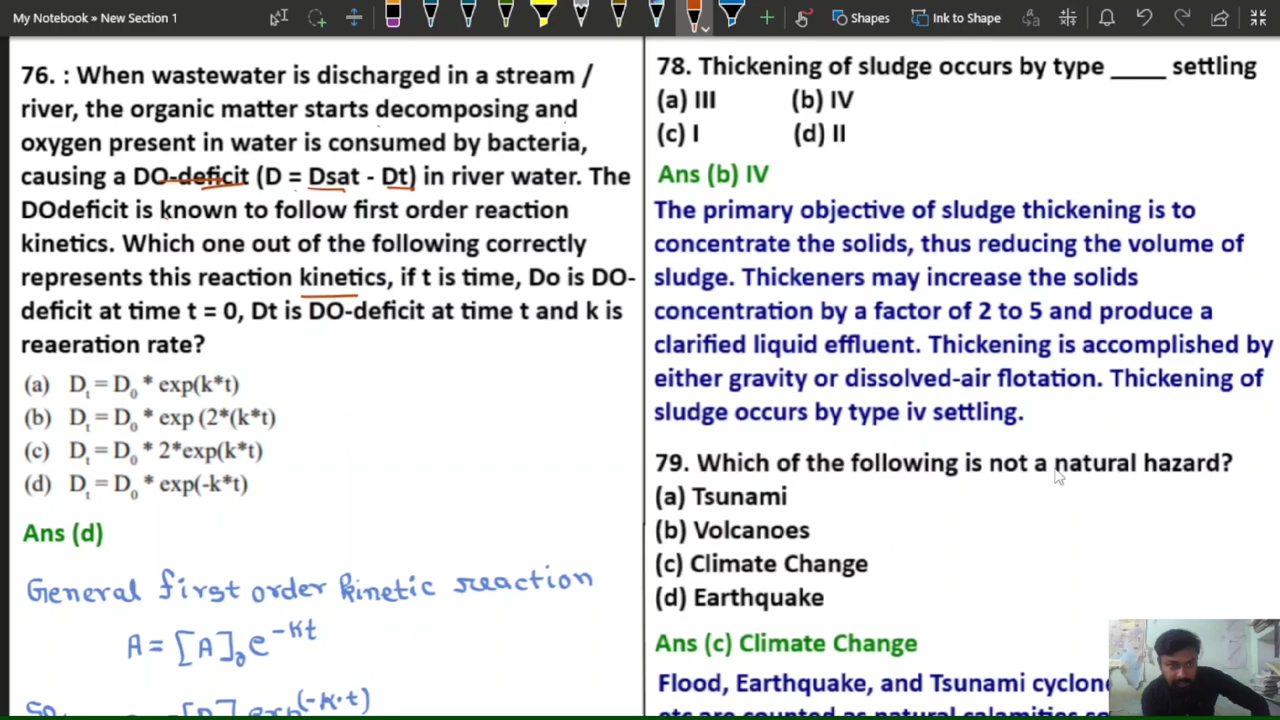 My Notebook » New Section 1
Shapes
Ink to Shape
76. : When wastewater is discharged in a stream /
river, the organic matter starts decomposing and
oxygen present in water is consumed by bacteria,
causing a DO-deficit (D = Dsat - Dt) in river water. The
DOdeficit is known to follow first order reaction
kinetics. Which one out of the following correctly
represents this reaction kinetics, if t is time, Do is DO-
deficit at time t = 0, Dt is DO-deficit at time t and k is
reaeration rate?
(a) Dt = D0 * exp(k*t)
(b) Dt = D0 * exp (2*(k*t)
(c) Dt = D0 * 2*exp(k*t)
(d) Dt = D0 * exp(-k*t)
Ans (d)
General first order kinetic reaction
A = [A]0 e^-kt
So,
exp(-k.t)
78. Thickening of sludge occurs by type ____ settling
(a) III (b) IV
(c) I (d) II
Ans (b) IV
The primary objective of sludge thickening is to
concentrate the solids, thus reducing the volume of
sludge. Thickeners may increase the solids
concentration by a factor of 2 to 5 and produce a
clarified liquid effluent. Thickening is accomplished by
either gravity or dissolved-air flotation. Thickening of
sludge occurs by type iv settling.
79. Which of the following is not a natural hazard?
(a) Tsunami
(b) Volcanoes
(c) Climate Change
(d) Earthquake
Ans (c) Climate Change
Flood, Earthquake, and Tsunami